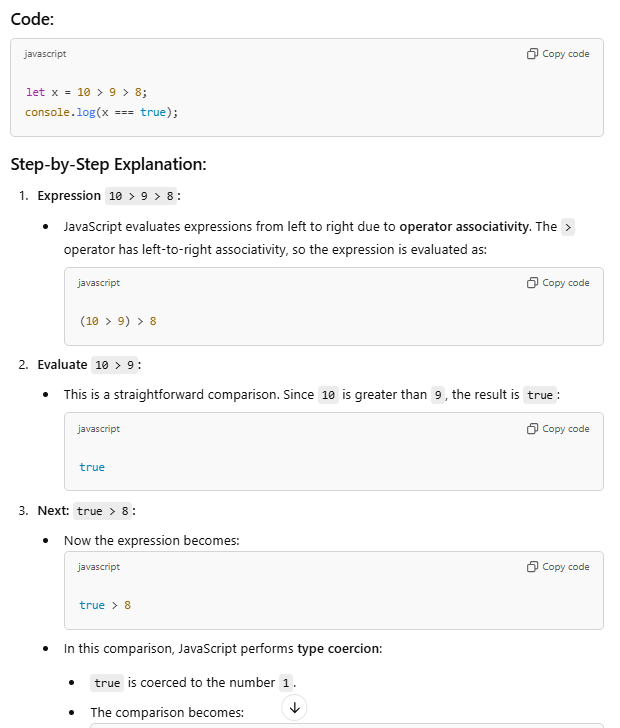 Code:
javascript Copy code
let x = 10 > 9 > 8;
console.log(x === true);
Step-by-Step Explanation:
1. Expression 10 > 9 > 8 :
• JavaScript evaluates expressions from left to right due to operator associativity. The >
operator has left-to-right associativity, so the expression is evaluated as:
javascript Copy code
(10 > 9) > 8
2. Evaluate 10 > 9 :
• This is a straightforward comparison. Since 10 is greater than 9 , the result is true :
javascript Copy code
true
3. Next: true > 8 :
• Now the expression becomes:
javascript Copy code
true > 8
• In this comparison, JavaScript performs type coercion:
• true is coerced to the number 1 .
• The comparison becomes: